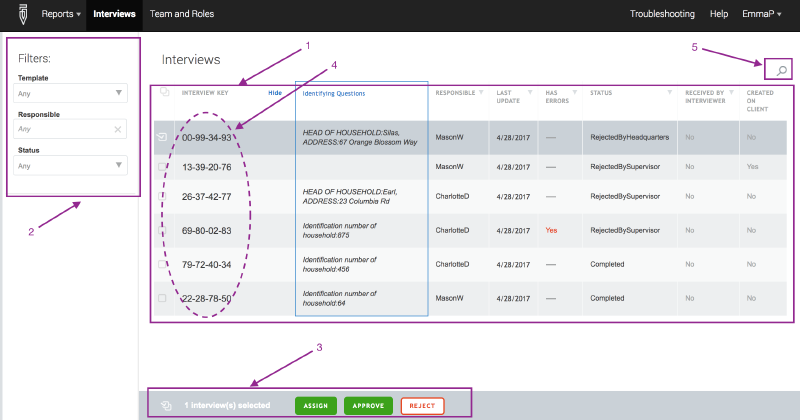 Reports Interviews Team and Roles Troubleshooting Help EmmaP
1
4
5
Filters:
Template
Any
Responsible
Any
Status
Any
2
Interviews
INTERVIEW KEY Hide Identifying Questions RESPONSIBLE LAST UPDATE HAS ERRORS STATUS RECEIVED BY INTERVIEWER CREATED ON CLIENT
00-99-34-93 HEAD OF HOUSEHOLD:Silas, MasonW 4/28/2017 — RejectedByHeadquarters No No
ADDRESS:67 Orange Blossom Way
13-39-20-76 MasonW 4/28/2017 — RejectedBySupervisor No Yes
26-37-42-77 HEAD OF HOUSEHOLD:Earl, CharlotteD 4/28/2017 — RejectedBySupervisor No No
ADDRESS:23 Columbia Rd
69-80-02-83 Identification number of CharlotteD 4/28/2017 Yes RejectedBySupervisor No No
household:675
79-72-40-34 Identification number of CharlotteD 4/28/2017 — Completed No No
household:456
22-28-78-50 Identification number of MasonW 4/28/2017 — Completed No No
household:64
3
1 interview(s) selected ASSIGN APPROVE REJECT